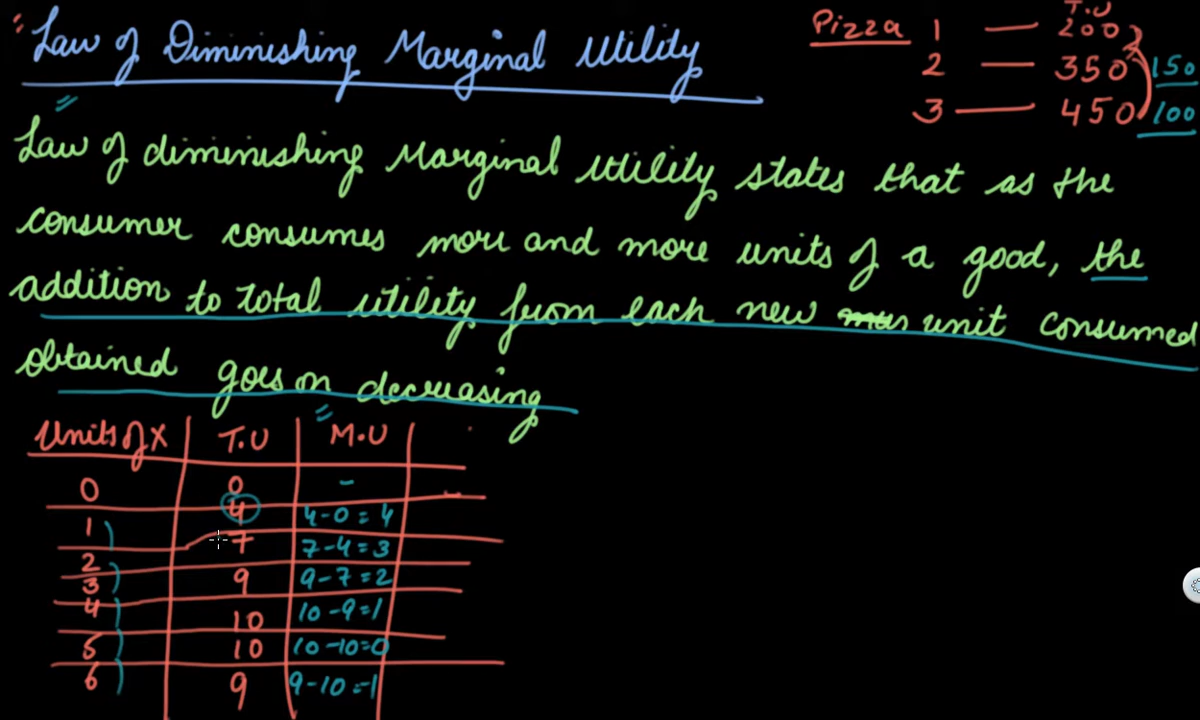 "Law of Diminishing Marginal Utility
Pizza T.U
1 — 200
2 — 350 150
3 — 450 100
Law of diminishing Marginal Utility states that as the
consumer consumes more and more units of a good, the
addition to total utility from each new unit consumed
obtained goes on decreasing
Units of X T.U M.U
0 0 -
1 4 4-0=4
2 7 7-4=3
3 9 9-7=2
4 10 10-9=1
5 10 10-10=0
6 9 9-10=-1